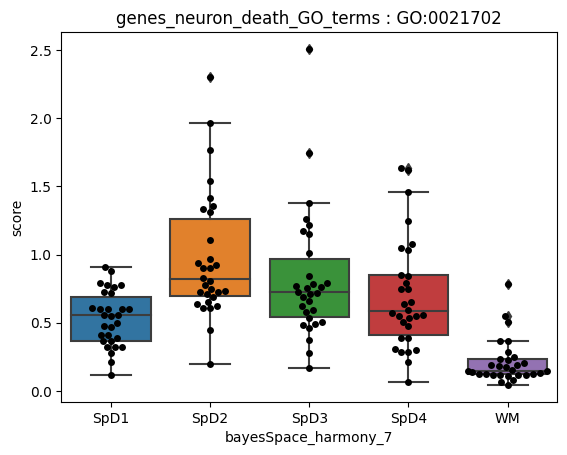 genes_neuron_death_GO_terms : GO:0021702
2.5
2.0
1.5
1.0
0.5
0.0
score
SpD1 SpD2 SpD3 SpD4 WM
bayesSpace_harmony_7